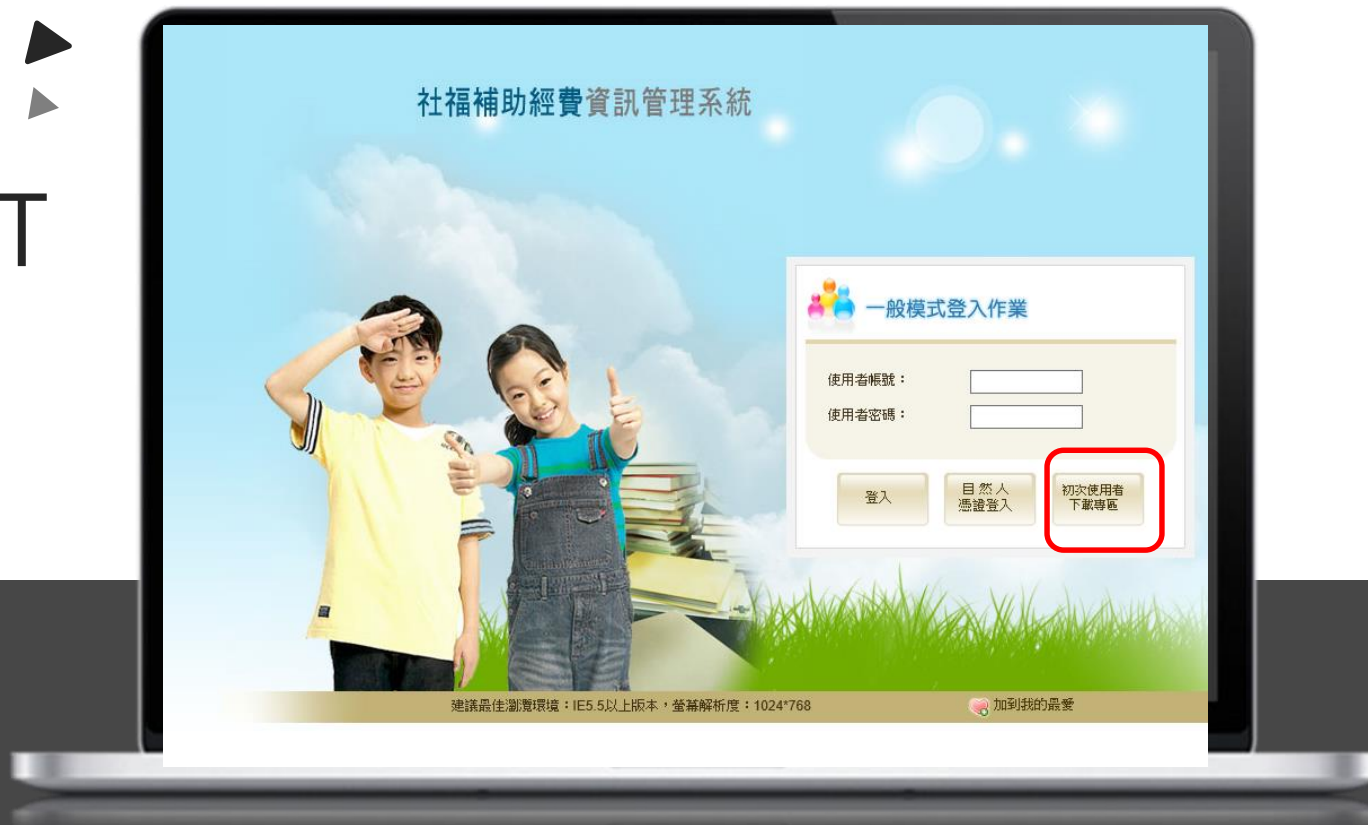 T
社福補助經費資訊管理系統
一般模式登入作業
使用者帳號：
使用者密碼：
登入
自然人
憑證登入
初次使用者
下載專區
建議最佳瀏覽環境：IE5.5以上版本，螢幕解析度：1024*768
加到我的最愛